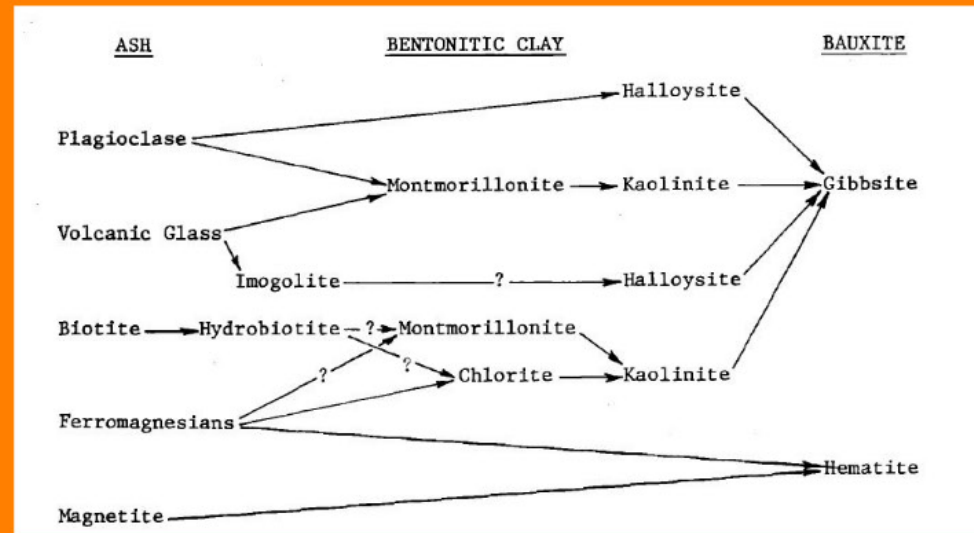 ASH BENTONITIC CLAY BAUXITE
Halloysite
Plagioclase
Montmorillonite Kaolinite Gibbsite
Volcanic Glass
Imogolite ? Halloysite
Biotite Hydrobiotite ? Montmorillonite
? ? Chlorite Kaolinite
Ferromagnesians
Hematite
Magnetite